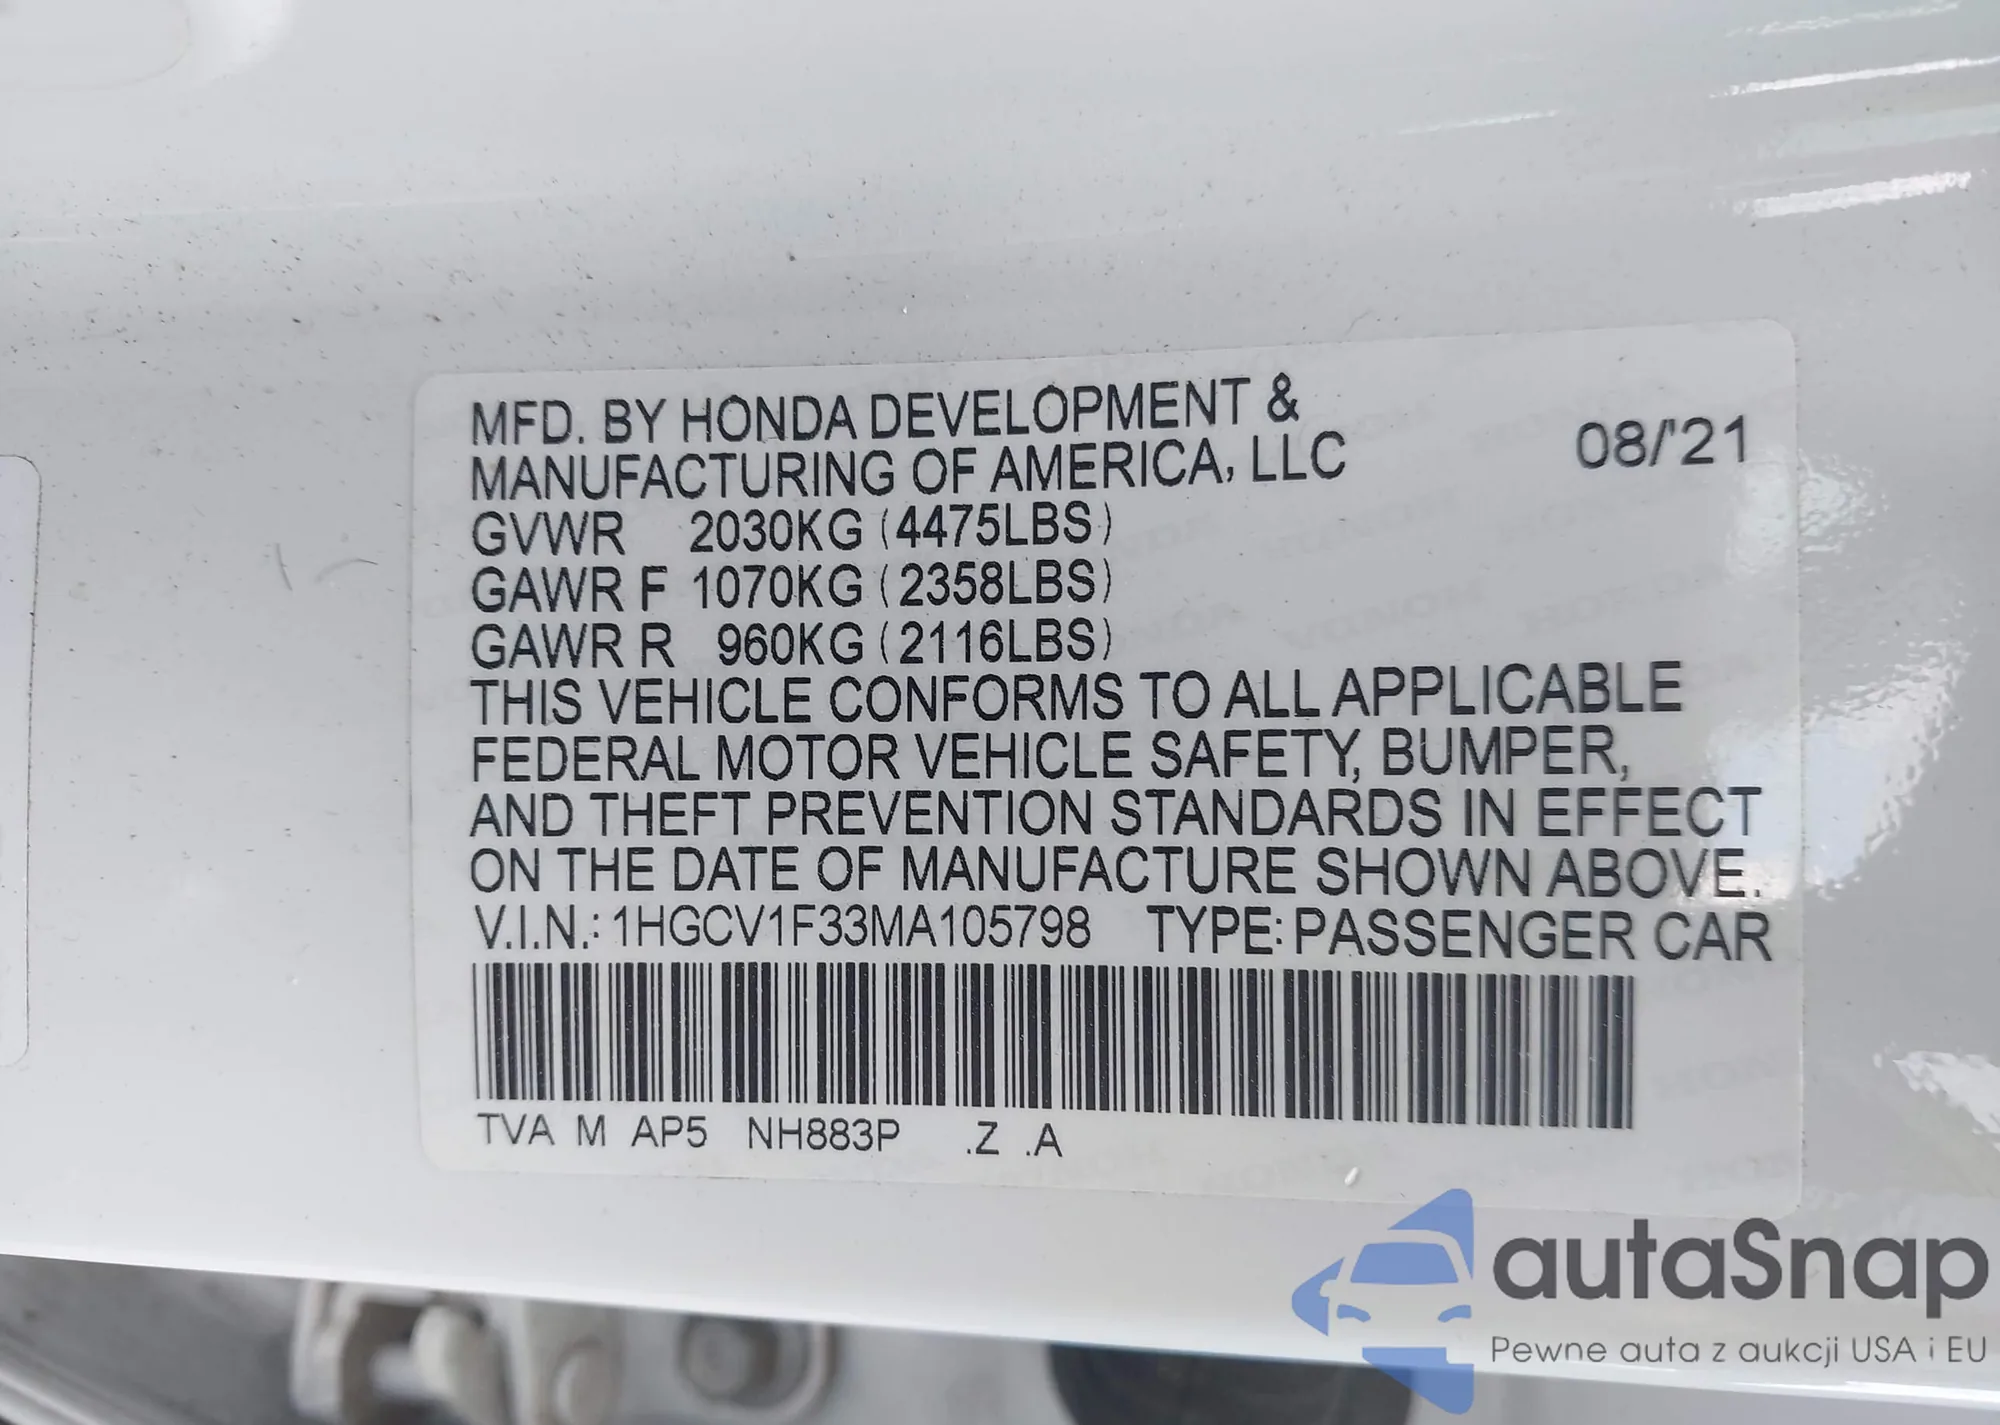 MFD. BY HONDA DEVELOPMENT &
MANUFACTURING OF AMERICA, LLC
08/'21
GVWR 2030KG (4475LBS)
GAWR F 1070KG (2358LBS)
GAWR R 960KG (2116LBS)
THIS VEHICLE CONFORMS TO ALL APPLICABLE
FEDERAL MOTOR VEHICLE SAFETY, BUMPER,
AND THEFT PREVENTION STANDARDS IN EFFECT
ON THE DATE OF MANUFACTURE SHOWN ABOVE.
V.I.N.: 1HGCV1F33MA105798 TYPE: PASSENGER CAR
TVA M AP5 NH883P .Z .A
autaSnap
Pewne auta z aukcji USA i EU